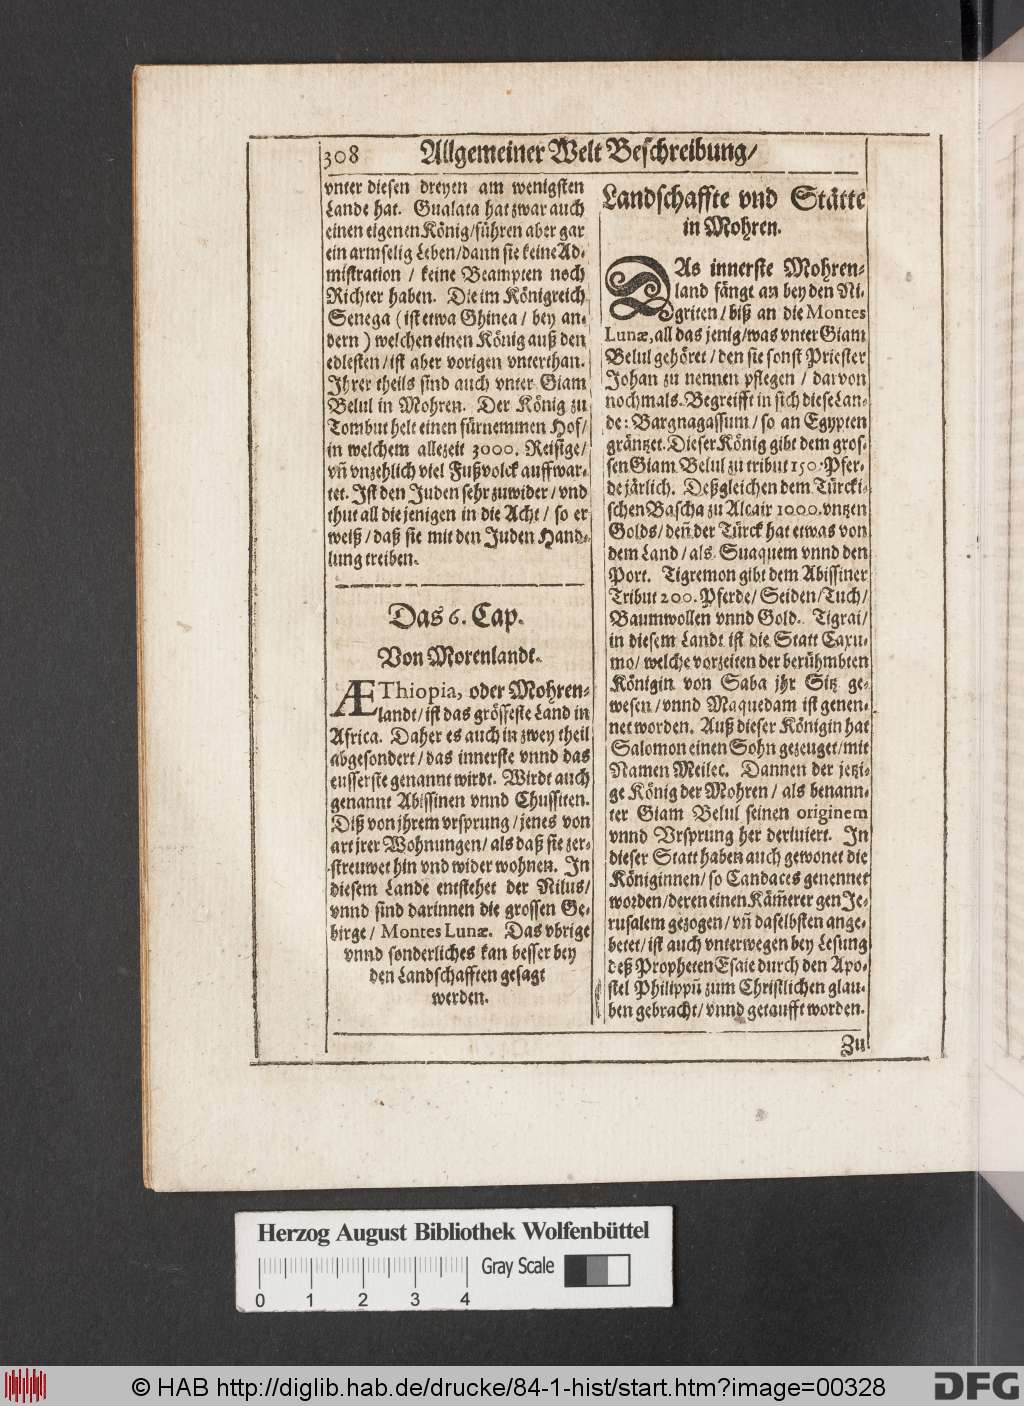 308 Allgemeiner Welt Beschreibung/
vnter diesen dreyen am wenigsten
Lande hat. Gualata hat zwar auch
einen eigenen König/führen aber gar
ein armselig Leben/dann sie keine Ad-
mistration / keine Beampten noch
Richter haben. Die im Königreich
Senega (ist etwa Ghinea / bey an-
dern) welchen einen König auß den
edlesten/ist aber vorigen vnterthan.
Ihrer theils sind auch vnter Giam
Belul in Mohren. Der König zu
Tombut helt einen fürnemmen Hof/
in welchem allezeit 3000. Reisige/
vñ vnzehlich viel Fußvolck auffwar-
tet. Ist den Juden sehr zuwider/vnd
thut all die jenigen in die Acht/ so er
weiß/daß sie mit den Juden Hand-
lung treiben.
Das 6. Cap.
Von Morenlandt.
ÆThiopia, oder Mohren-
landt/ist das grösseste Land in
Africa. Daher es auch in zwey theil
abgesondert/das innerste vnnd das
eusserste genannt wirdt. Wirdt auch
genannt Abissinen vnnd Chussiten.
Diß von jhrem vrsprung/jenes von
art jrer Wohnungen/als daß sie zer-
streuwet hin vnd wider wohnen. In
diesem Lande entstehet der Nilus/
vnnd sind darinnen die grossen Ge-
birge/ Montes Lunæ. Das vbrige
vnnd sonderliches kan besser bey
den Landschafften gesagt
werden.
Landschaffte vnd Stätte
in Mohren.
DAs innerste Mohren-
land fängt an bey den Ni-
griten/biß an die Montes
Lunæ, all das jenig/was vnter Giam
Belul gehöret/den sie sonst Priester
Johan zu nennen pflegen / darvon
nochmals. Begreifft in sich diese Lan-
de: Bargnagassum/ so an Egypten
gräntzet. Dieser König gibt dem gros-
sen Giam Belul zu tribut 150. Pfer-
de järlich. Deßgleichen dem Türcki-
schen Bascha zu Alcair 1000. vntzen
Golds/deñ der Türck hat etwas von
dem Land/als Suaquem vnnd den
Port. Tigremon gibt dem Abissiner
Tribut 200. Pferde/Seiden/Tuch/
Baumwollen vnnd Gold. Tigrai/
in diesem Landt ist die Statt Caxu-
mo/welche vorzeiten der berühmbten
Königin von Saba jhr Sitz ge-
wesen/vnnd Maquedam ist genen-
net worden. Auß dieser Königin hat
Salomon einen Sohn gezeuget/mit
Namen Meilec. Dannen der jetzi-
ge König der Mohren/ als benann-
ter Giam Belul seinen originem
vnnd Vrsprung her deriuiert. In
dieser Statt haben auch gewonet die
Königinnen/so Candaces genennet
worden/deren einen Käm̃erer gen Je-
rusalem gezogen/vñ daselbsten ange-
betet/ist auch vnterwegen bey Lesung
deß Propheten Esaie durch den Apo-
stel Philippū zum Christlichen glau-
ben gebracht/vnnd getaufft worden.
Zu
Herzog August Bibliothek Wolfenbüttel
Gray Scale
0 1 2 3 4
© HAB http://diglib.hab.de/drucke/84-1-hist/start.htm?image=00328
DFG